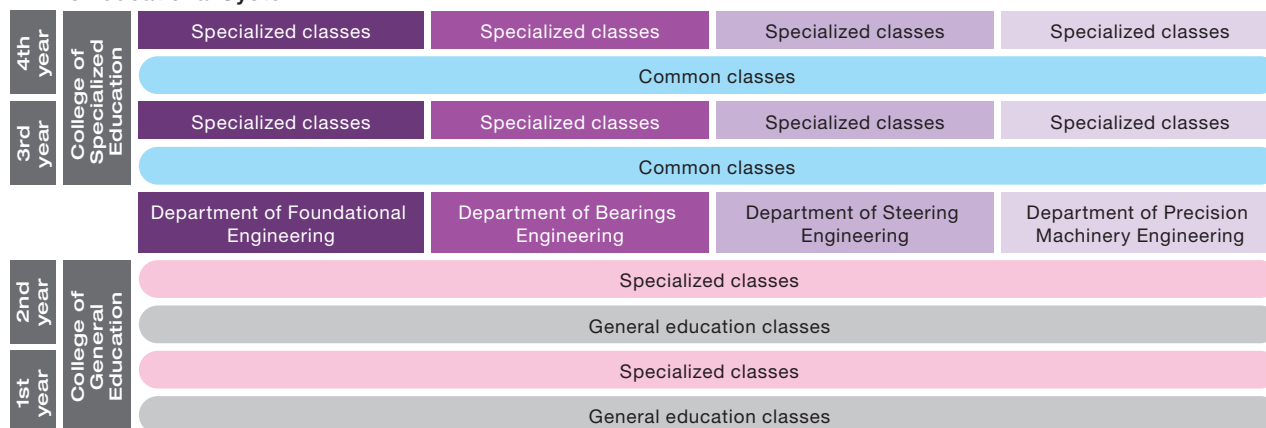 4th
year
College of
Specialized
Education
Specialized classes
Specialized classes
Specialized classes
Specialized classes
Common classes
3rd
year
Specialized classes
Specialized classes
Specialized classes
Specialized classes
Common classes
Department of Foundational
Engineering
Department of Bearings
Engineering
Department of Steering
Engineering
Department of Precision
Machinery Engineering
2nd
year
College of
General
Education
Specialized classes
General education classes
1st
year
Specialized classes
General education classes